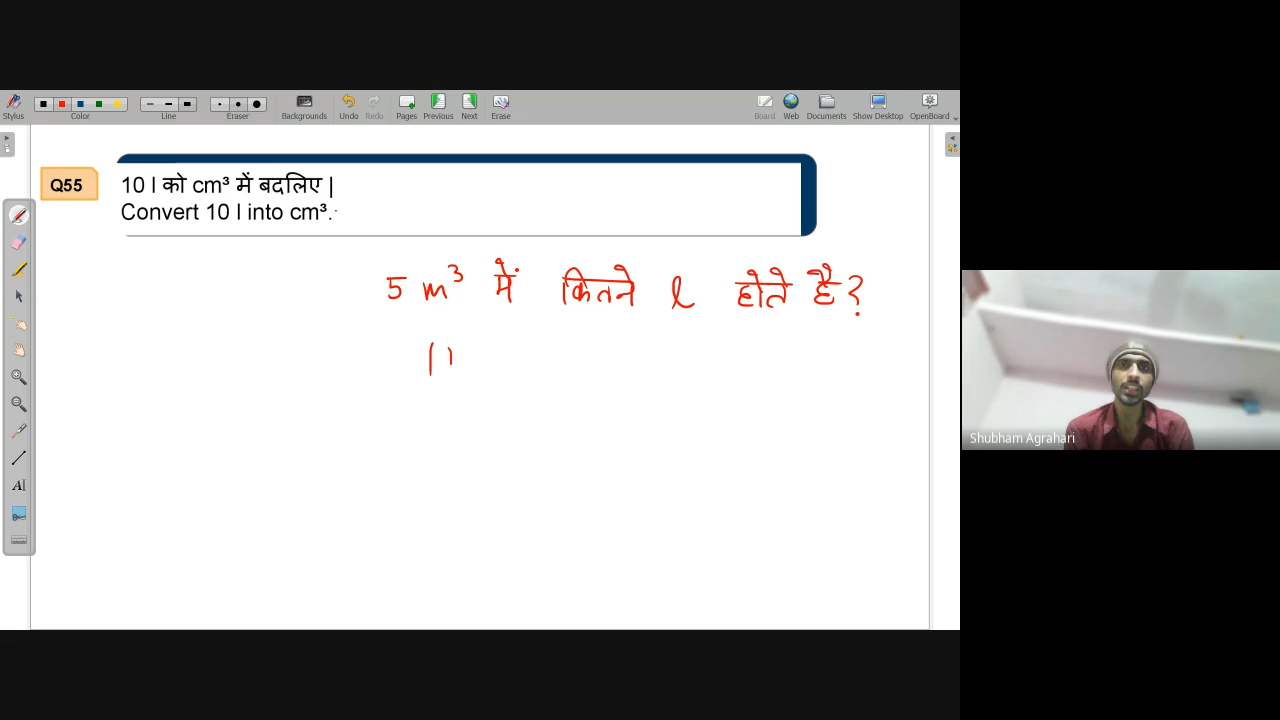 Stylus
Color
Line
Eraser
Backgrounds
Undo
Redo
Pages
Previous
Next
Erase
Board
Web
Documents
Show Desktop
OpenBoard
Q55
10 l को cm³ में बदलिए |
Convert 10 l into cm³.
5 m³ में कितने l होते है?
Shubham Agrahari